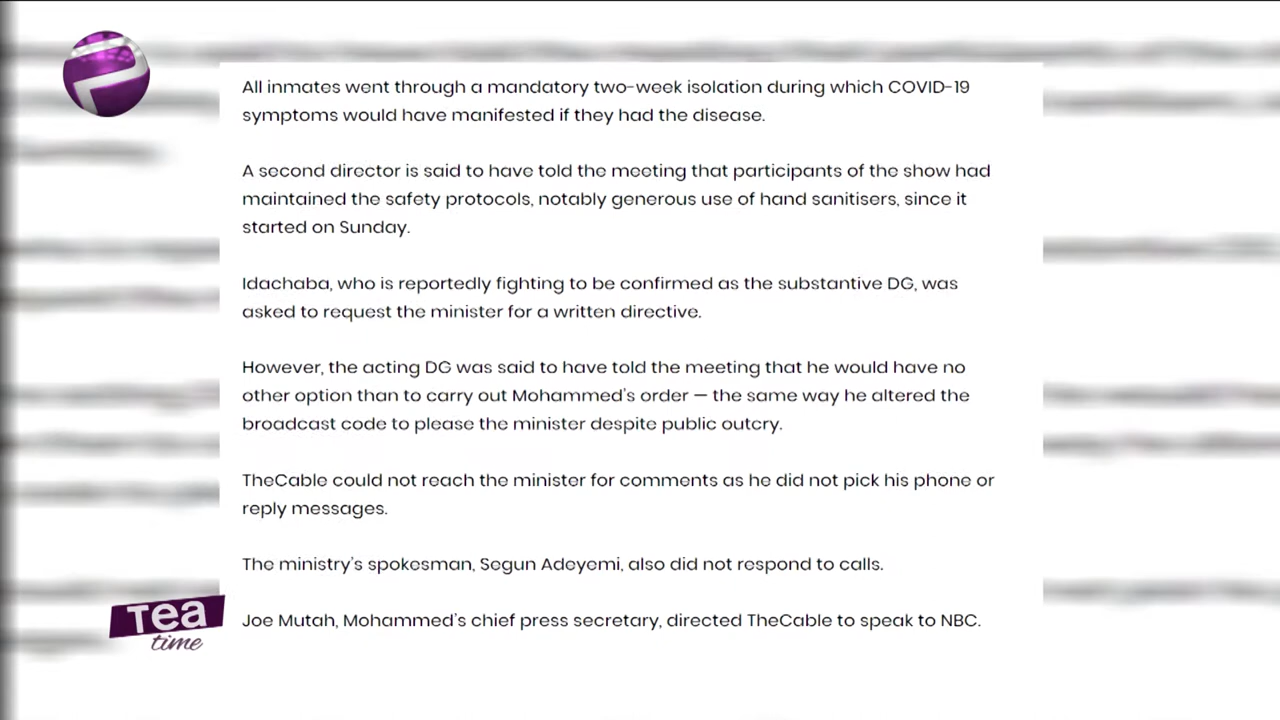 All inmates went through a mandatory two-week isolation during which COVID-19
symptoms would have manifested if they had the disease.
A second director is said to have told the meeting that participants of the show had
maintained the safety protocols, notably generous use of hand sanitisers, since it
started on Sunday.
Idachaba, who is reportedly fighting to be confirmed as the substantive DG, was
asked to request the minister for a written directive.
However, the acting DG was said to have told the meeting that he would have no
other option than to carry out Mohammed's order — the same way he altered the
broadcast code to please the minister despite public outcry.
TheCable could not reach the minister for comments as he did not pick his phone or
reply messages.
The ministry's spokesman, Segun Adeyemi, also did not respond to calls.
Joe Mutah, Mohammed's chief press secretary, directed TheCable to speak to NBC.
Tea
time